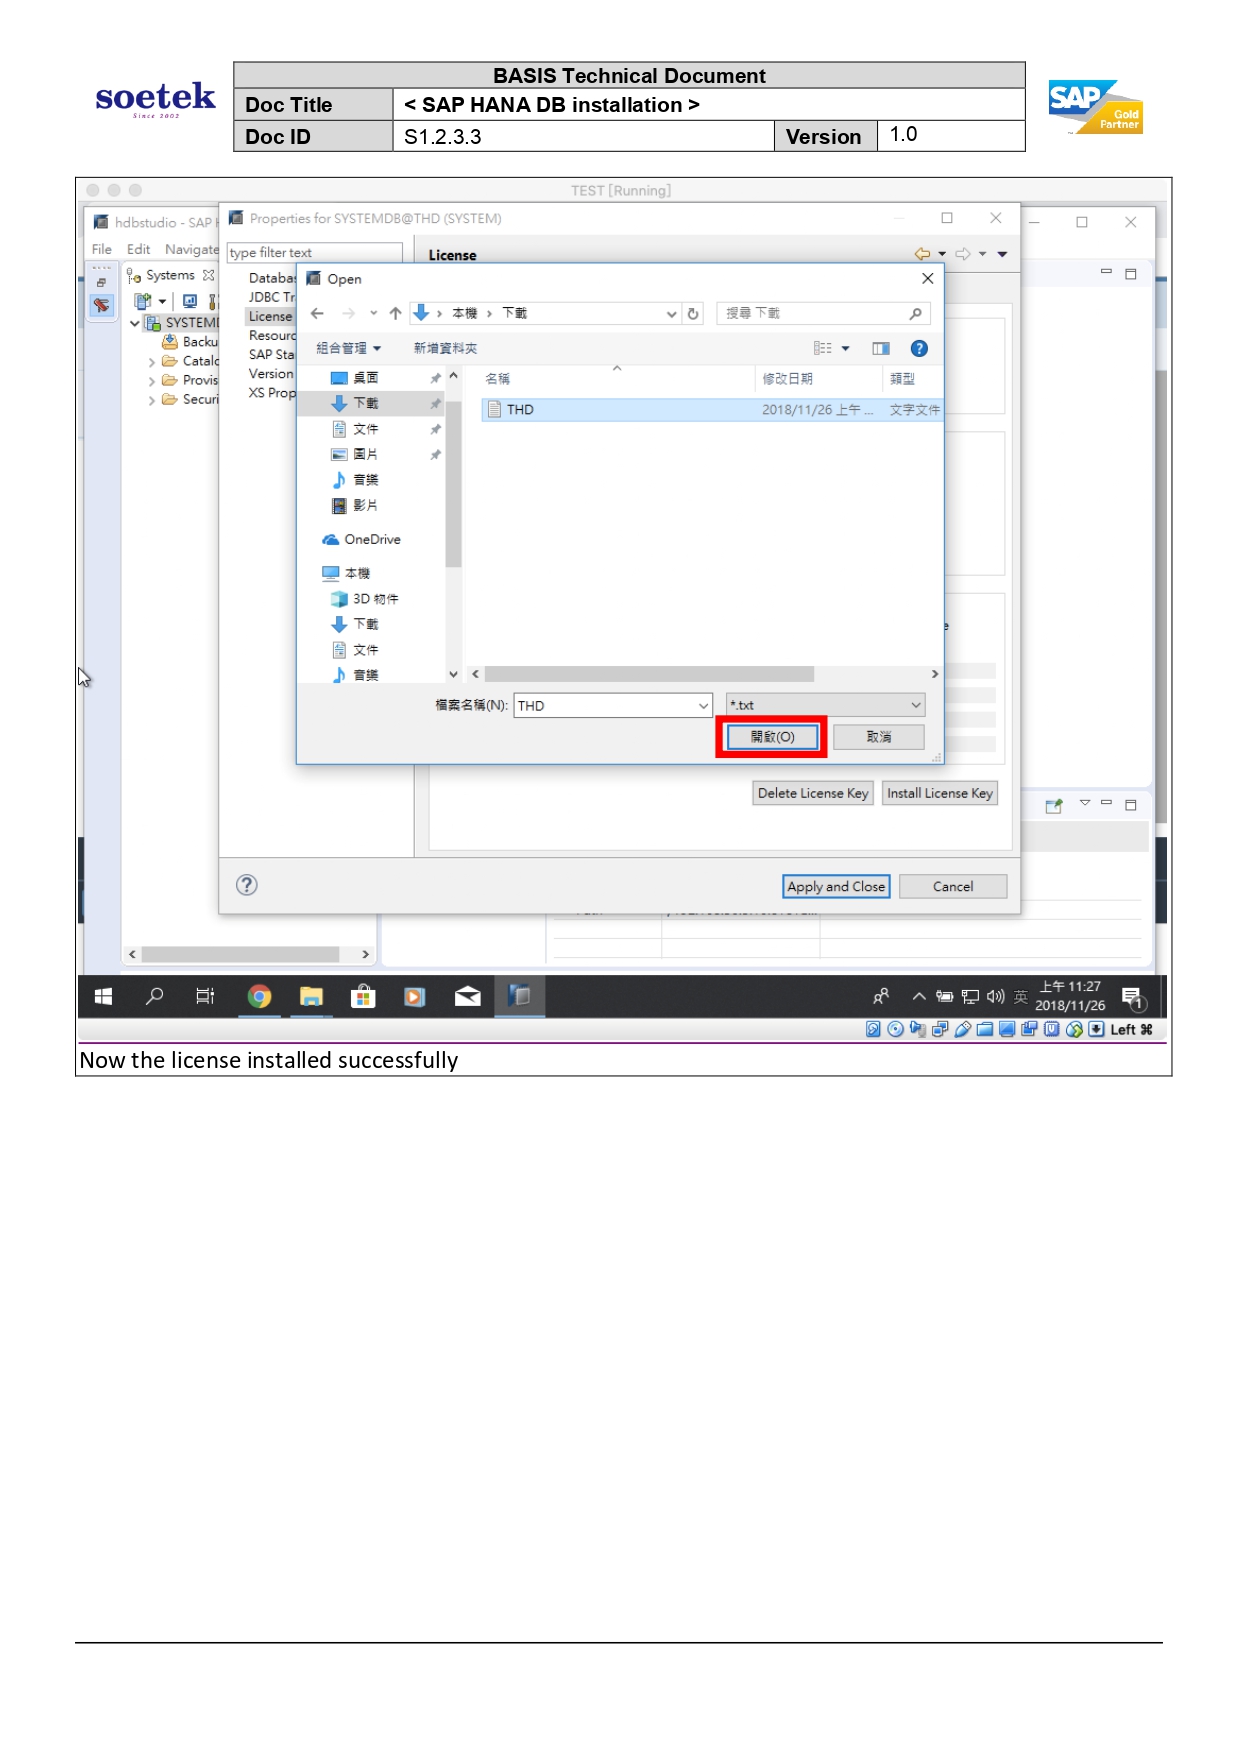 soetek
Since 2002
BASIS Technical Document
Doc Title < SAP HANA DB installation >
Doc ID S1.2.3.3 Version 1.0
SAP Gold Partner
TEST [Running]
hdbstudio - SAP H
Properties for SYSTEMDB@THD (SYSTEM)
File Edit Navigate
type filter text
License
Systems
SYSTEMI
Backu
Catalo
Provis
Securi
Databas
JDBC Tr
License
Resourc
SAP Sta
Version
XS Prop
Open
本機 下載
搜尋 下載
組合管理 新增資料夾
名稱 修改日期 類型
THD 2018/11/26 上午 ... 文字文件
桌面
下載
文件
圖片
音樂
影片
OneDrive
本機
3D 物件
下載
文件
音樂
檔案名稱(N): THD *.txt
開啟(O) 取消
Delete License Key Install License Key
Apply and Close Cancel
英
上午 11:27
2018/11/26
1
Left ⌘
Now the license installed successfully